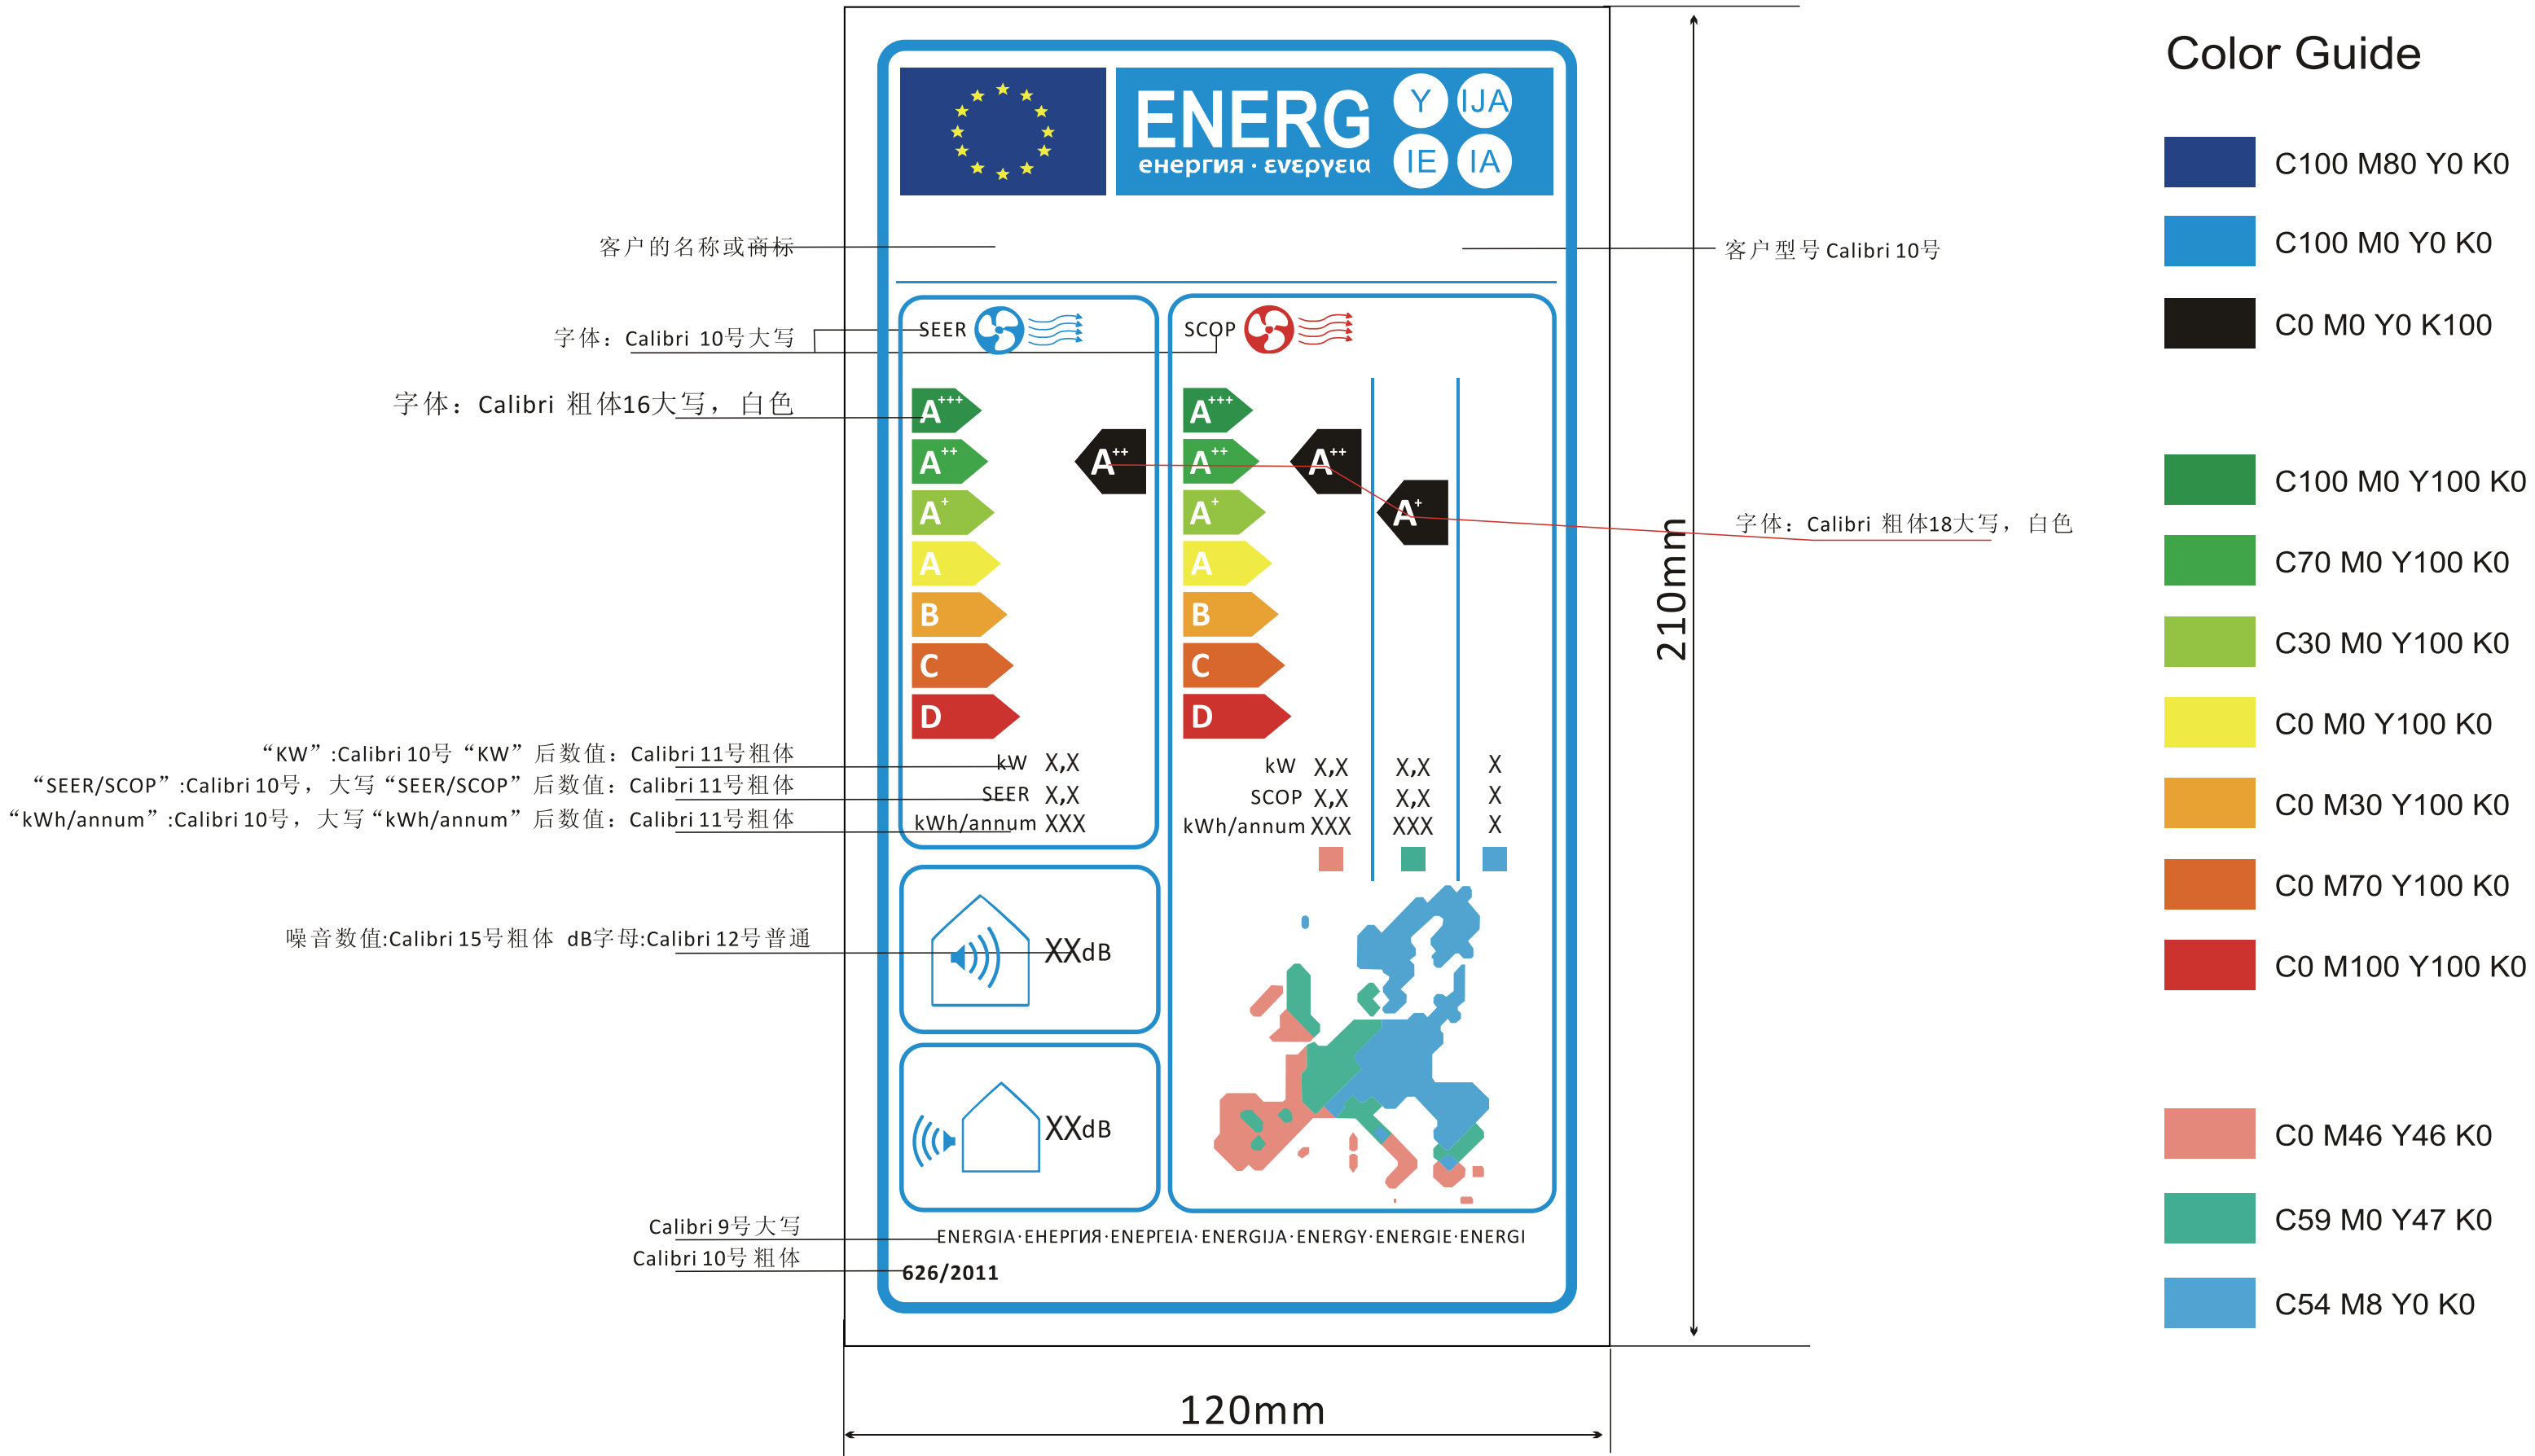 Color Guide
ENERG
енергия · ενεργεια
Y IJA
IE IA
C100 M80 Y0 K0
C100 M0 Y0 K0
C0 M0 Y0 K100
客户的名称或商标
客户型号 Calibri 10号
字体：Calibri 10号大写
SEER
SCOP
字体：Calibri 粗体16大写，白色
A+++
A++
A+
A
B
C
D
A++
A+++
A++
A+
A
B
C
D
A++
A+
字体：Calibri 粗体18大写，白色
210mm
C100 M0 Y100 K0
C70 M0 Y100 K0
C30 M0 Y100 K0
C0 M0 Y100 K0
C0 M30 Y100 K0
C0 M70 Y100 K0
C0 M100 Y100 K0
“KW”:Calibri 10号“KW”后数值：Calibri 11号粗体
“SEER/SCOP”:Calibri 10号，大写“SEER/SCOP”后数值：Calibri 11号粗体
“kWh/annum”:Calibri 10号，大写“kWh/annum”后数值：Calibri 11号粗体
kW X,X
SEER X,X
kWh/annum XXX
kW X,X X,X X
SCOP X,X X,X X
kWh/annum XXX XXX X
噪音数值:Calibri 15号粗体 dB字母:Calibri 12号普通
XXdB
XXdB
C0 M46 Y46 K0
C59 M0 Y47 K0
C54 M8 Y0 K0
Calibri 9号大写
ENERGIA·ЕНЕРГИЯ·ΕΝΕΡΓΕΙΑ·ENERGIJA·ENERGY·ENERGIE·ENERGI
Calibri 10号 粗体
626/2011
120mm